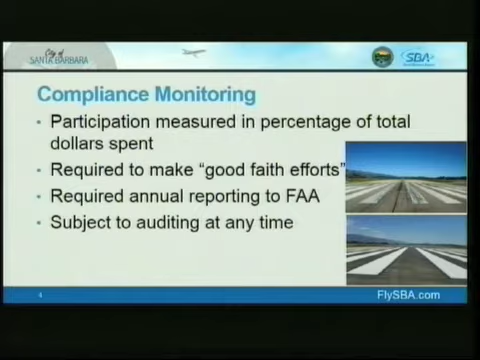 City of
SANTA BARBARA
SBA
Compliance Monitoring
• Participation measured in percentage of total
dollars spent
• Required to make “good faith efforts”
• Required annual reporting to FAA
• Subject to auditing at any time
4
FlySBA.com